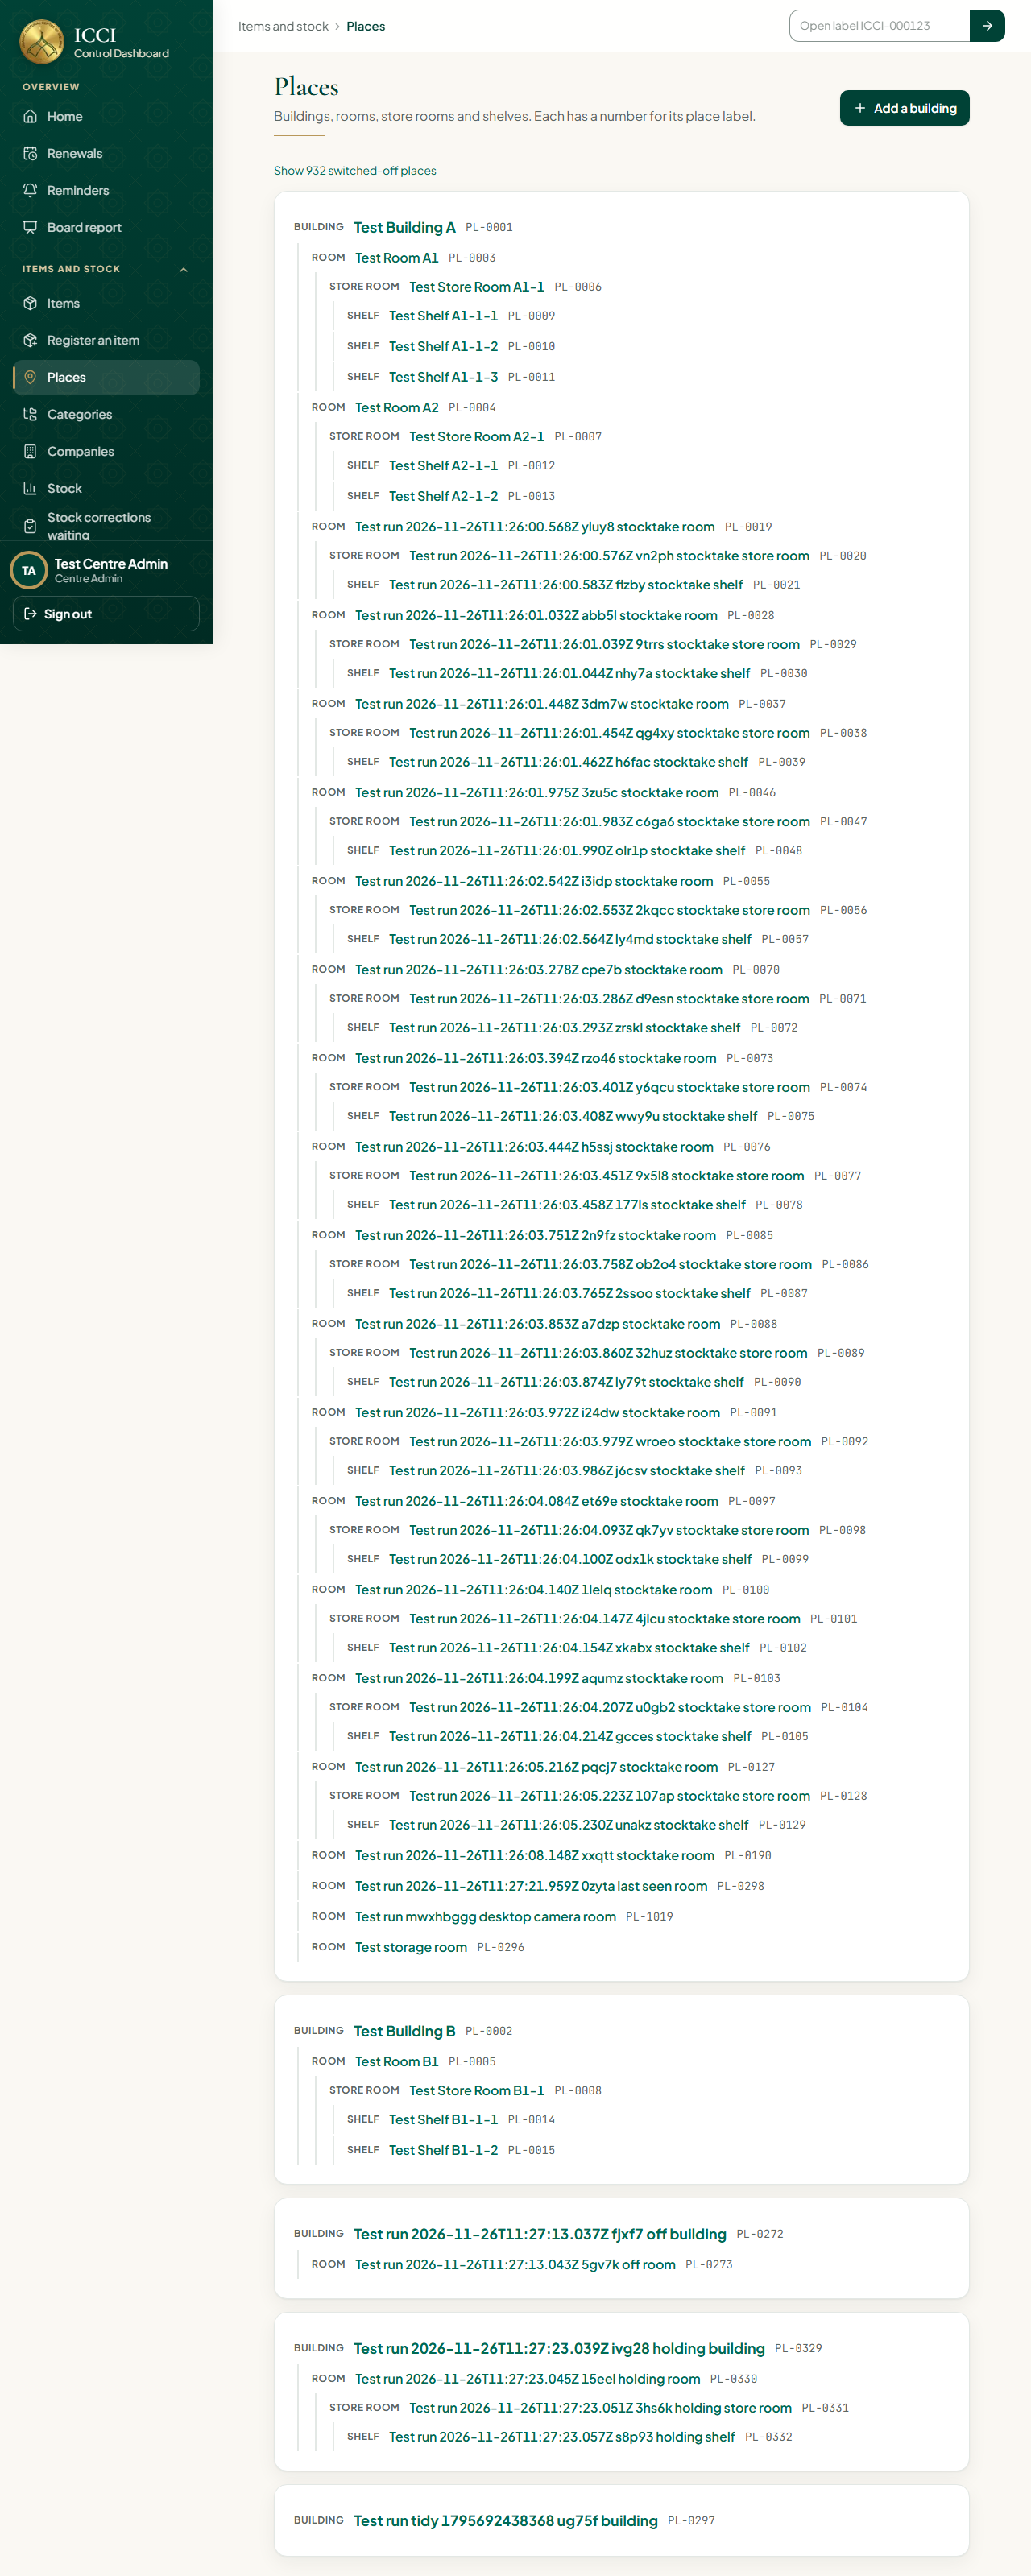 ICCI
Control Dashboard
OVERVIEW
Home
Renewals
Reminders
Board report
ITEMS AND STOCK
Items
Register an item
Places
Categories
Companies
Stock
Stock corrections
waiting
TA
Test Centre Admin
Centre Admin
Sign out
Items and stock › Places
Open label ICCI-000123
Places
Buildings, rooms, store rooms and shelves. Each has a number for its place label.
Add a building
Show 932 switched-off places
BUILDING Test Building A PL-0001
ROOM Test Room A1 PL-0003
STORE ROOM Test Store Room A1-1 PL-0006
SHELF Test Shelf A1-1-1 PL-0009
SHELF Test Shelf A1-1-2 PL-0010
SHELF Test Shelf A1-1-3 PL-0011
ROOM Test Room A2 PL-0004
STORE ROOM Test Store Room A2-1 PL-0007
SHELF Test Shelf A2-1-1 PL-0012
SHELF Test Shelf A2-1-2 PL-0013
ROOM Test run 2026-11-26T11:26:00.568Z yluy8 stocktake room PL-0019
STORE ROOM Test run 2026-11-26T11:26:00.576Z vn2ph stocktake store room PL-0020
SHELF Test run 2026-11-26T11:26:00.583Z flzby stocktake shelf PL-0021
ROOM Test run 2026-11-26T11:26:01.032Z abb5l stocktake room PL-0028
STORE ROOM Test run 2026-11-26T11:26:01.039Z 9trrs stocktake store room PL-0029
SHELF Test run 2026-11-26T11:26:01.044Z nhy7a stocktake shelf PL-0030
ROOM Test run 2026-11-26T11:26:01.448Z 3dm7w stocktake room PL-0037
STORE ROOM Test run 2026-11-26T11:26:01.454Z qg4xy stocktake store room PL-0038
SHELF Test run 2026-11-26T11:26:01.462Z h6fac stocktake shelf PL-0039
ROOM Test run 2026-11-26T11:26:01.975Z 3zu5c stocktake room PL-0046
STORE ROOM Test run 2026-11-26T11:26:01.983Z c6ga6 stocktake store room PL-0047
SHELF Test run 2026-11-26T11:26:01.990Z olr1p stocktake shelf PL-0048
ROOM Test run 2026-11-26T11:26:02.542Z i3idp stocktake room PL-0055
STORE ROOM Test run 2026-11-26T11:26:02.553Z 2kqcc stocktake store room PL-0056
SHELF Test run 2026-11-26T11:26:02.564Z ly4md stocktake shelf PL-0057
ROOM Test run 2026-11-26T11:26:03.278Z cpe7b stocktake room PL-0070
STORE ROOM Test run 2026-11-26T11:26:03.286Z d9esn stocktake store room PL-0071
SHELF Test run 2026-11-26T11:26:03.293Z zrskl stocktake shelf PL-0072
ROOM Test run 2026-11-26T11:26:03.394Z rzo46 stocktake room PL-0073
STORE ROOM Test run 2026-11-26T11:26:03.401Z y6qcu stocktake store room PL-0074
SHELF Test run 2026-11-26T11:26:03.408Z wwy9u stocktake shelf PL-0075
ROOM Test run 2026-11-26T11:26:03.444Z h5ssj stocktake room PL-0076
STORE ROOM Test run 2026-11-26T11:26:03.451Z 9x5l8 stocktake store room PL-0077
SHELF Test run 2026-11-26T11:26:03.458Z 177ls stocktake shelf PL-0078
ROOM Test run 2026-11-26T11:26:03.751Z 2n9fz stocktake room PL-0085
STORE ROOM Test run 2026-11-26T11:26:03.758Z ob2o4 stocktake store room PL-0086
SHELF Test run 2026-11-26T11:26:03.765Z 2ssoo stocktake shelf PL-0087
ROOM Test run 2026-11-26T11:26:03.853Z a7dzp stocktake room PL-0088
STORE ROOM Test run 2026-11-26T11:26:03.860Z 32huz stocktake store room PL-0089
SHELF Test run 2026-11-26T11:26:03.874Z ly79t stocktake shelf PL-0090
ROOM Test run 2026-11-26T11:26:03.972Z i24dw stocktake room PL-0091
STORE ROOM Test run 2026-11-26T11:26:03.979Z wroeo stocktake store room PL-0092
SHELF Test run 2026-11-26T11:26:03.986Z j6csv stocktake shelf PL-0093
ROOM Test run 2026-11-26T11:26:04.084Z et69e stocktake room PL-0097
STORE ROOM Test run 2026-11-26T11:26:04.093Z qk7yv stocktake store room PL-0098
SHELF Test run 2026-11-26T11:26:04.100Z odx1k stocktake shelf PL-0099
ROOM Test run 2026-11-26T11:26:04.140Z 1lelq stocktake room PL-0100
STORE ROOM Test run 2026-11-26T11:26:04.147Z 4jlcu stocktake store room PL-0101
SHELF Test run 2026-11-26T11:26:04.154Z xkabx stocktake shelf PL-0102
ROOM Test run 2026-11-26T11:26:04.199Z aqumz stocktake room PL-0103
STORE ROOM Test run 2026-11-26T11:26:04.207Z u0gb2 stocktake store room PL-0104
SHELF Test run 2026-11-26T11:26:04.214Z gcces stocktake shelf PL-0105
ROOM Test run 2026-11-26T11:26:05.216Z pqcj7 stocktake room PL-0127
STORE ROOM Test run 2026-11-26T11:26:05.223Z 107ap stocktake store room PL-0128
SHELF Test run 2026-11-26T11:26:05.230Z unakz stocktake shelf PL-0129
ROOM Test run 2026-11-26T11:26:08.148Z xxqtt stocktake room PL-0190
ROOM Test run 2026-11-26T11:27:21.959Z 0zyta last seen room PL-0298
ROOM Test run mwxhbggg desktop camera room PL-1019
ROOM Test storage room PL-0296
BUILDING Test Building B PL-0002
ROOM Test Room B1 PL-0005
STORE ROOM Test Store Room B1-1 PL-0008
SHELF Test Shelf B1-1-1 PL-0014
SHELF Test Shelf B1-1-2 PL-0015
BUILDING Test run 2026-11-26T11:27:13.037Z fjxf7 off building PL-0272
ROOM Test run 2026-11-26T11:27:13.043Z 5gv7k off room PL-0273
BUILDING Test run 2026-11-26T11:27:23.039Z ivg28 holding building PL-0329
ROOM Test run 2026-11-26T11:27:23.045Z 15eel holding room PL-0330
STORE ROOM Test run 2026-11-26T11:27:23.051Z 3hs6k holding store room PL-0331
SHELF Test run 2026-11-26T11:27:23.057Z s8p93 holding shelf PL-0332
BUILDING Test run tidy 1795692438368 ug75f building PL-0297